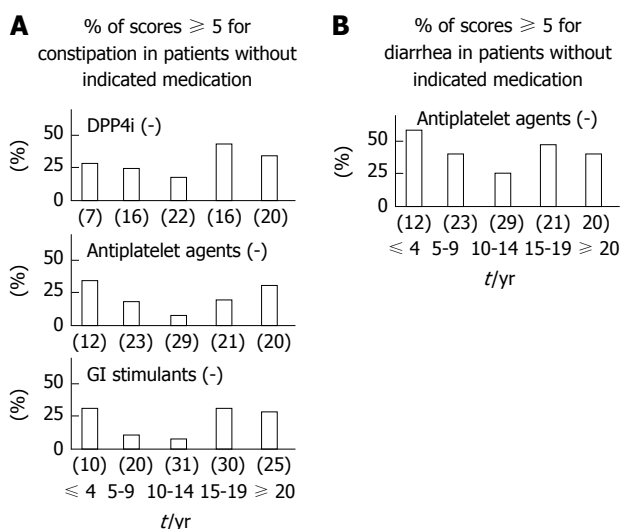 A
% of scores ⩾ 5 for
constipation in patients without
indicated medication
DPP4i (-)
50
25
0
(%)
(7) (16) (22) (16) (20)
Antiplatelet agents (-)
50
25
0
(%)
(12) (23) (29) (21) (20)
GI stimulants (-)
50
25
0
(%)
(10) (20) (31) (30) (25)
⩽ 4 5-9 10-14 15-19 ⩾ 20
t/yr
B
% of scores ⩾ 5 for
diarrhea in patients without
indicated medication
Antiplatelet agents (-)
50
25
0
(%)
(12) (23) (29) (21) 20)
⩽ 4 5-9 10-14 15-19 ⩾ 20
t/yr